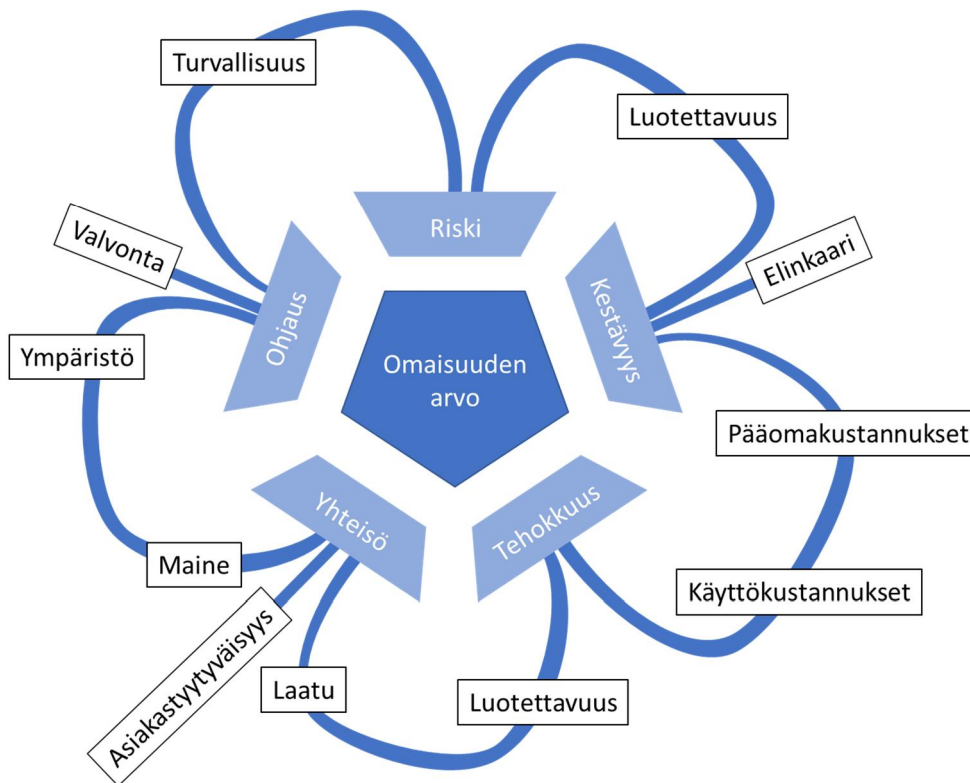 Turvallisuus
Luotettavuus
Riski
Valvonta
Elinkaari
Ohjaus
Kestävyys
Ympäristö
Omaisuuden
arvo
Pääomakustannukset
Yhteisö
Tehokkuus
Maine
Käyttökustannukset
Asiakastyytyväisyys
Laatu
Luotettavuus